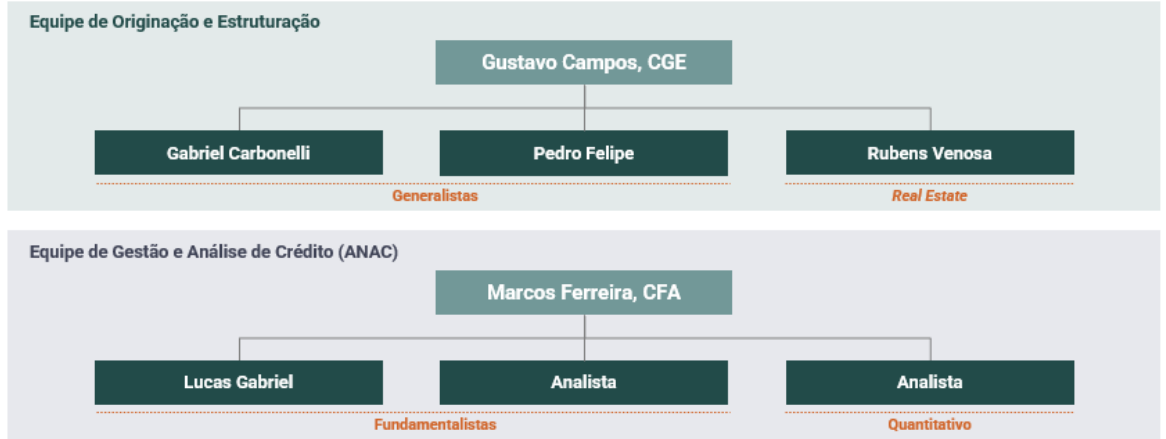 Equipe de Originação e Estruturação
Gustavo Campos, CGE
Gabriel Carbonelli
Pedro Felipe
Rubens Venosa
Generalistas
Real Estate
Equipe de Gestão e Análise de Crédito (ANAC)
Marcos Ferreira, CFA
Lucas Gabriel
Analista
Analista
Fundamentalistas
Quantitativo